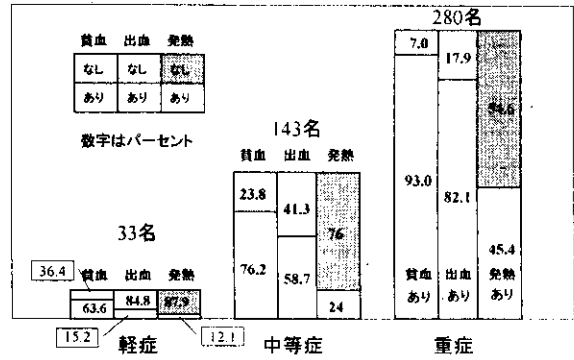 貧血 出血 発熱
なし なし なし
あり あり あり
数字はパーセント
33名
貧血 出血 発熱
36.4 84.8 87.9
63.6 15.2 12.1
軽症
143名
貧血 出血 発熱
23.8 41.3 76
76.2 58.7 24
中等症
280名
7.0 17.9 54.6
93.0 82.1 45.4
貧血 出血 発熱
あり あり あり
重症